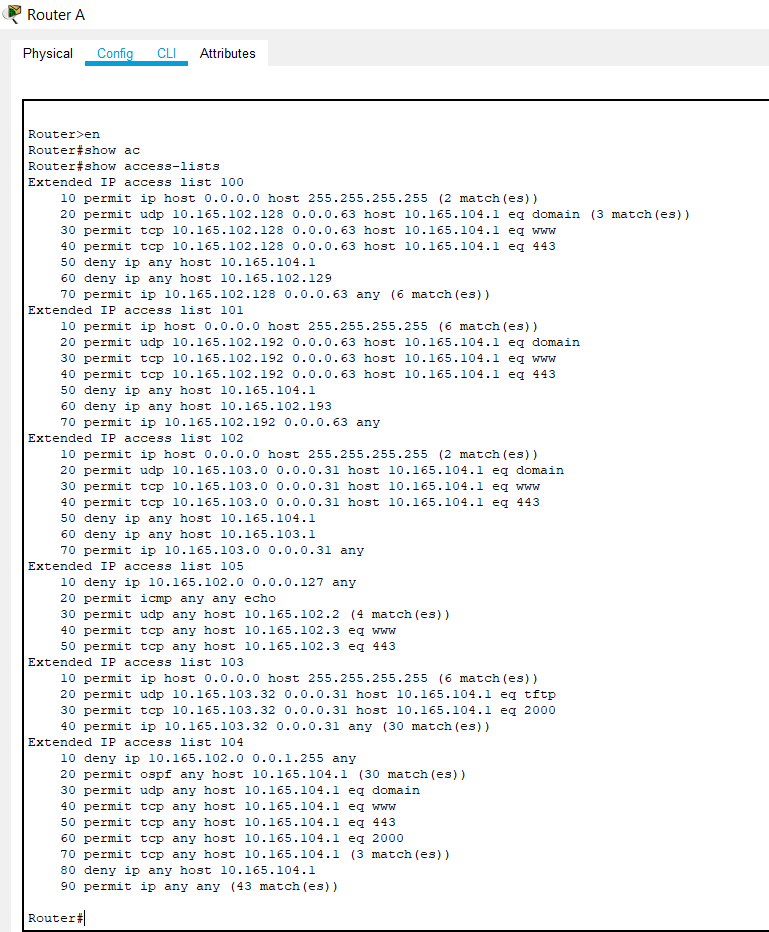 Router A
Physical Config CLI Attributes
Router>en
Router#show ac
Router#show access-lists
Extended IP access list 100
10 permit ip host 0.0.0.0 host 255.255.255.255 (2 match(es))
20 permit udp 10.165.102.128 0.0.0.63 host 10.165.104.1 eq domain (3 match(es))
30 permit tcp 10.165.102.128 0.0.0.63 host 10.165.104.1 eq www
40 permit tcp 10.165.102.128 0.0.0.63 host 10.165.104.1 eq 443
50 deny ip any host 10.165.104.1
60 deny ip any host 10.165.102.129
70 permit ip 10.165.102.128 0.0.0.63 any (6 match(es))
Extended IP access list 101
10 permit ip host 0.0.0.0 host 255.255.255.255 (6 match(es))
20 permit udp 10.165.102.192 0.0.0.63 host 10.165.104.1 eq domain
30 permit tcp 10.165.102.192 0.0.0.63 host 10.165.104.1 eq www
40 permit tcp 10.165.102.192 0.0.0.63 host 10.165.104.1 eq 443
50 deny ip any host 10.165.104.1
60 deny ip any host 10.165.102.193
70 permit ip 10.165.102.192 0.0.0.63 any
Extended IP access list 102
10 permit ip host 0.0.0.0 host 255.255.255.255 (2 match(es))
20 permit udp 10.165.103.0 0.0.0.31 host 10.165.104.1 eq domain
30 permit tcp 10.165.103.0 0.0.0.31 host 10.165.104.1 eq www
40 permit tcp 10.165.103.0 0.0.0.31 host 10.165.104.1 eq 443
50 deny ip any host 10.165.104.1
60 deny ip any host 10.165.103.1
70 permit ip 10.165.103.0 0.0.0.31 any
Extended IP access list 105
10 deny ip 10.165.102.0 0.0.0.127 any
20 permit icmp any any echo
30 permit udp any host 10.165.102.2 (4 match(es))
40 permit tcp any host 10.165.102.3 eq www
50 permit tcp any host 10.165.102.3 eq 443
Extended IP access list 103
10 permit ip host 0.0.0.0 host 255.255.255.255 (6 match(es))
20 permit udp 10.165.103.32 0.0.0.31 host 10.165.104.1 eq tftp
30 permit tcp 10.165.103.32 0.0.0.31 host 10.165.104.1 eq 2000
40 permit ip 10.165.103.32 0.0.0.31 any (30 match(es))
Extended IP access list 104
10 deny ip 10.165.102.0 0.0.1.255 any
20 permit ospf any host 10.165.104.1 (30 match(es))
30 permit udp any host 10.165.104.1 eq domain
40 permit tcp any host 10.165.104.1 eq www
50 permit tcp any host 10.165.104.1 eq 443
60 permit tcp any host 10.165.104.1 eq 2000
70 permit tcp any host 10.165.104.1 (3 match(es))
80 deny ip any host 10.165.104.1
90 permit ip any any (43 match(es))
Router#